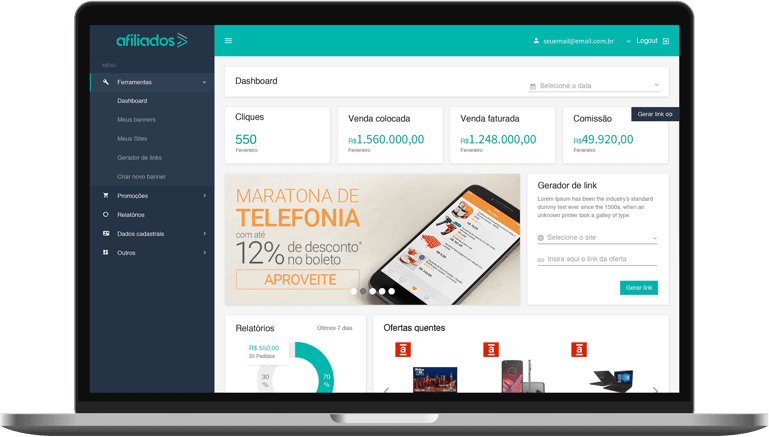 afiliados
seuemail@email.com.br
Logout
MENU
Ferramentas
Dashboard
Meus banners
Meus Sites
Gerador de links
Criar novo banner
Promoções
Relatórios
Dados cadastrais
Outros
Dashboard
Selecione a data
Gerar link
Cliques
550
Fevereiro
Venda colocada
R$1.560.000,00
Fevereiro
Venda faturada
R$1.248.000,00
Fevereiro
Comissão
R$49.920,00
Fevereiro
MARATONA DE
TELEFONIA
com até
12% de desconto*
no boleto
APROVEITE
Gerador de link
Lorem Ipsum has been the industry's standard
dummy text ever since the 1500s, when an
unknown printer took a galley of type.
Selecione o site
Insira aqui o link da oferta
Gerar link
Relatórios
Últimos 7 dias
R$ 550,00
20 Pedidos
30
%
70
%
Ofertas quentes
a
a
a